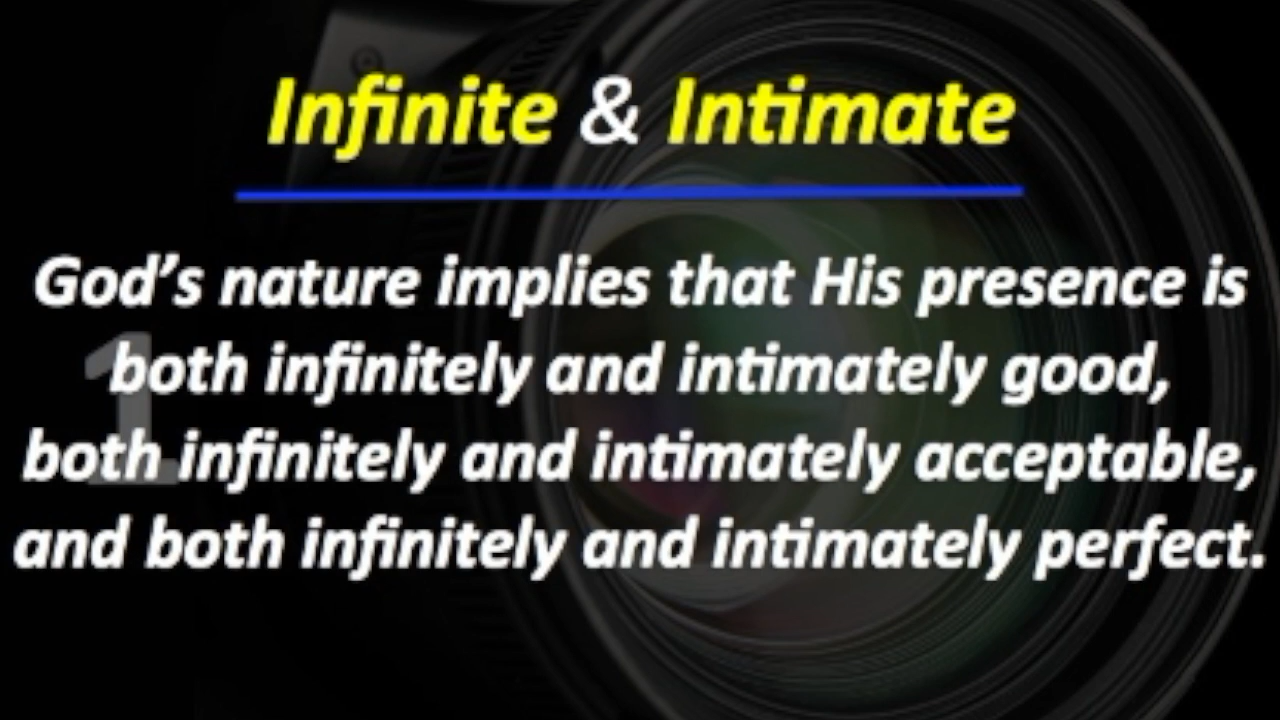 Infinite & Intimate
God's nature implies that His presence is
both infinitely and intimately good,
both infinitely and intimately acceptable,
and both infinitely and intimately perfect.
1